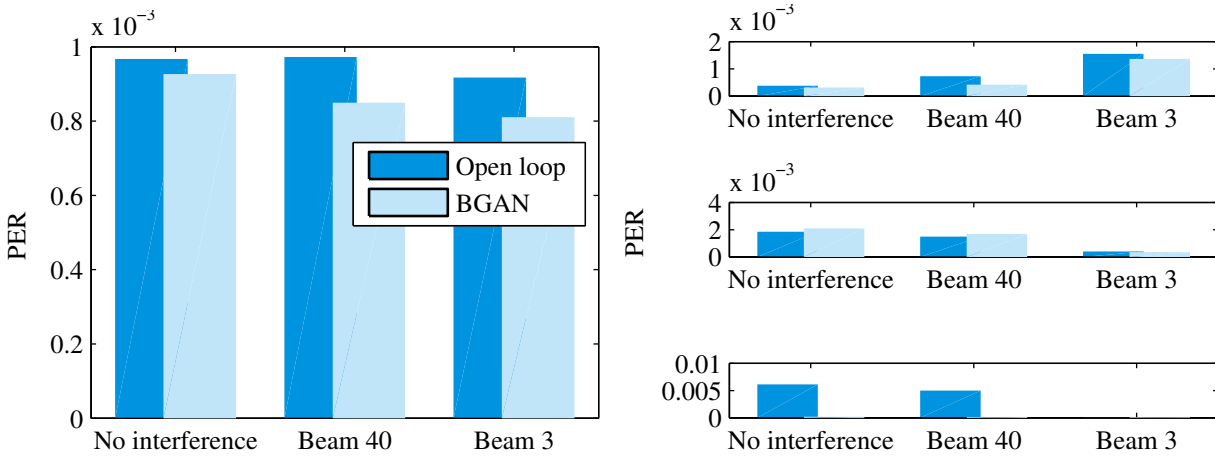 x 10⁻³
1
0.8
0.6
0.4
0.2
0
PER
No interference Beam 40 Beam 3
Open loop
BGAN
x 10⁻³
2
1
0
No interference Beam 40 Beam 3
x 10⁻³
4
2
0
PER
No interference Beam 40 Beam 3
0.01
0.005
0
No interference Beam 40 Beam 3